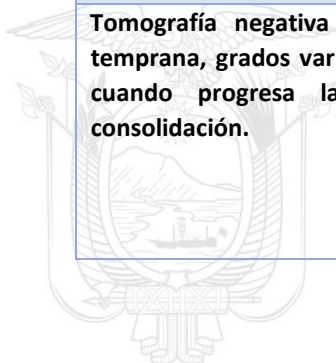 Tomografía negativa
temprana, grados var
cuando progresa la
consolidación.